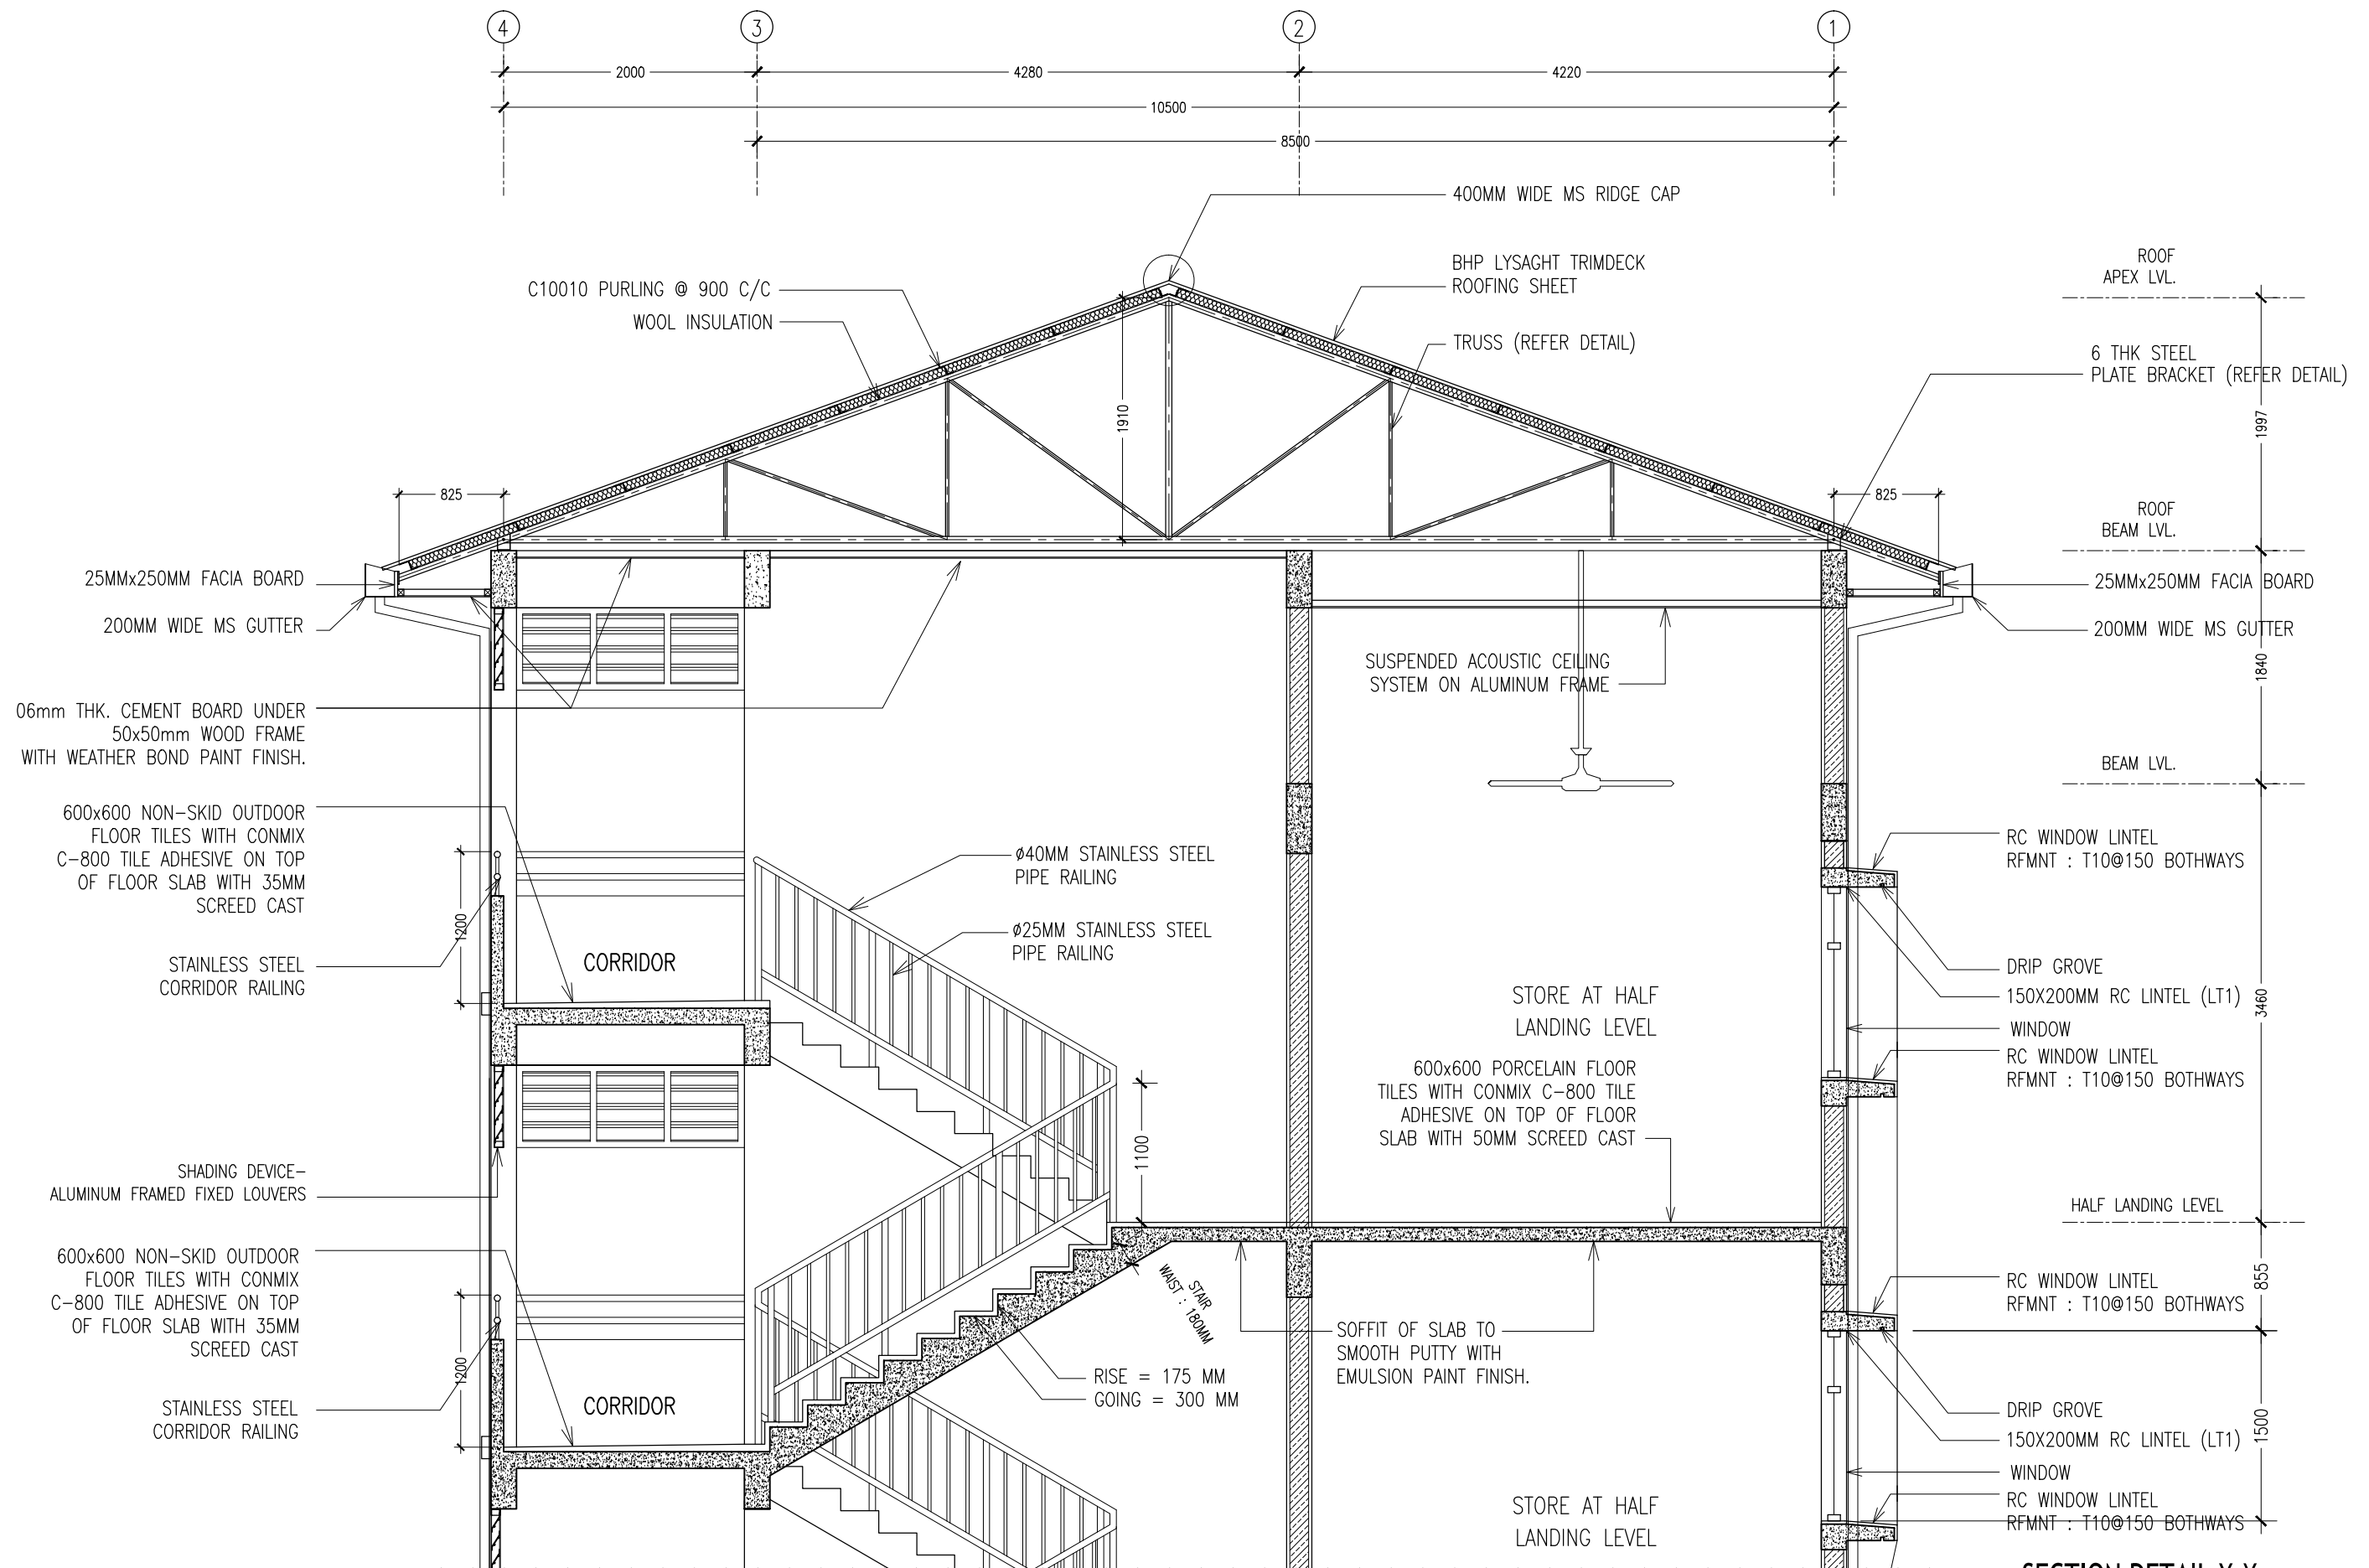 4
3
2
1
2000
4280
4220
10500
8500
400MM WIDE MS RIDGE CAP
BHP LYSAGHT TRIMDECK
ROOFING SHEET
TRUSS (REFER DETAIL)
C10010 PURLING @ 900 C/C
WOOL INSULATION
ROOF
APEX LVL.
6 THK STEEL
PLATE BRACKET (REFER DETAIL)
1910
1997
825
825
ROOF
BEAM LVL.
25MMx250MM FACIA BOARD
200MM WIDE MS GUTTER
25MMx250MM FACIA BOARD
200MM WIDE MS GUTTER
SUSPENDED ACOUSTIC CEILING
SYSTEM ON ALUMINUM FRAME
1840
06mm THK. CEMENT BOARD UNDER
50x50mm WOOD FRAME
WITH WEATHER BOND PAINT FINISH.
BEAM LVL.
600x600 NON-SKID OUTDOOR
FLOOR TILES WITH CONMIX
C-800 TILE ADHESIVE ON TOP
OF FLOOR SLAB WITH 35MM
SCREED CAST
1200
STAINLESS STEEL
CORRIDOR RAILING
CORRIDOR
Ø40MM STAINLESS STEEL
PIPE RAILING
Ø25MM STAINLESS STEEL
PIPE RAILING
RC WINDOW LINTEL
RFMNT : T10@150 BOTHWAYS
DRIP GROVE
150X200MM RC LINTEL (LT1)
3460
WINDOW
RC WINDOW LINTEL
RFMNT : T10@150 BOTHWAYS
STORE AT HALF
LANDING LEVEL
600x600 PORCELAIN FLOOR
TILES WITH CONMIX C-800 TILE
ADHESIVE ON TOP OF FLOOR
SLAB WITH 50MM SCREED CAST
1100
SHADING DEVICE-
ALUMINUM FRAMED FIXED LOUVERS
HALF LANDING LEVEL
600x600 NON-SKID OUTDOOR
FLOOR TILES WITH CONMIX
C-800 TILE ADHESIVE ON TOP
OF FLOOR SLAB WITH 35MM
SCREED CAST
1200
STAINLESS STEEL
CORRIDOR RAILING
CORRIDOR
STAIR
WAIST : 180MM
RISE = 175 MM
GOING = 300 MM
SOFFIT OF SLAB TO
SMOOTH PUTTY WITH
EMULSION PAINT FINISH.
855
RC WINDOW LINTEL
RFMNT : T10@150 BOTHWAYS
DRIP GROVE
150X200MM RC LINTEL (LT1)
1500
WINDOW
RC WINDOW LINTEL
RFMNT : T10@150 BOTHWAYS
STORE AT HALF
LANDING LEVEL